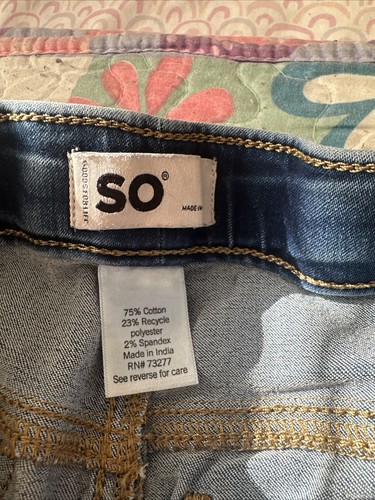 SO®
MADE IN
75% Cotton
23% Recycle
polyester
2% Spandex
Made in India
RN# 73277
See reverse for care